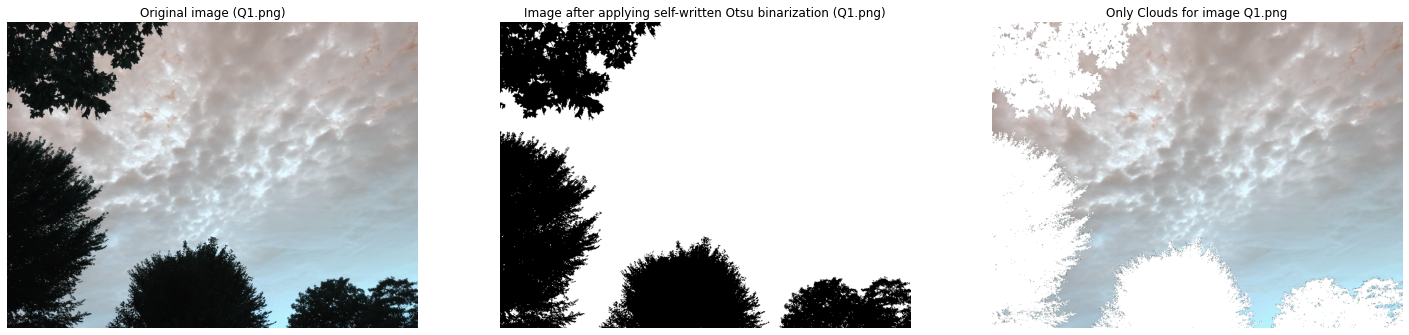 Original image (Q1.png)
Image after applying self-written Otsu binarization (Q1.png)
Only Clouds for image Q1.png